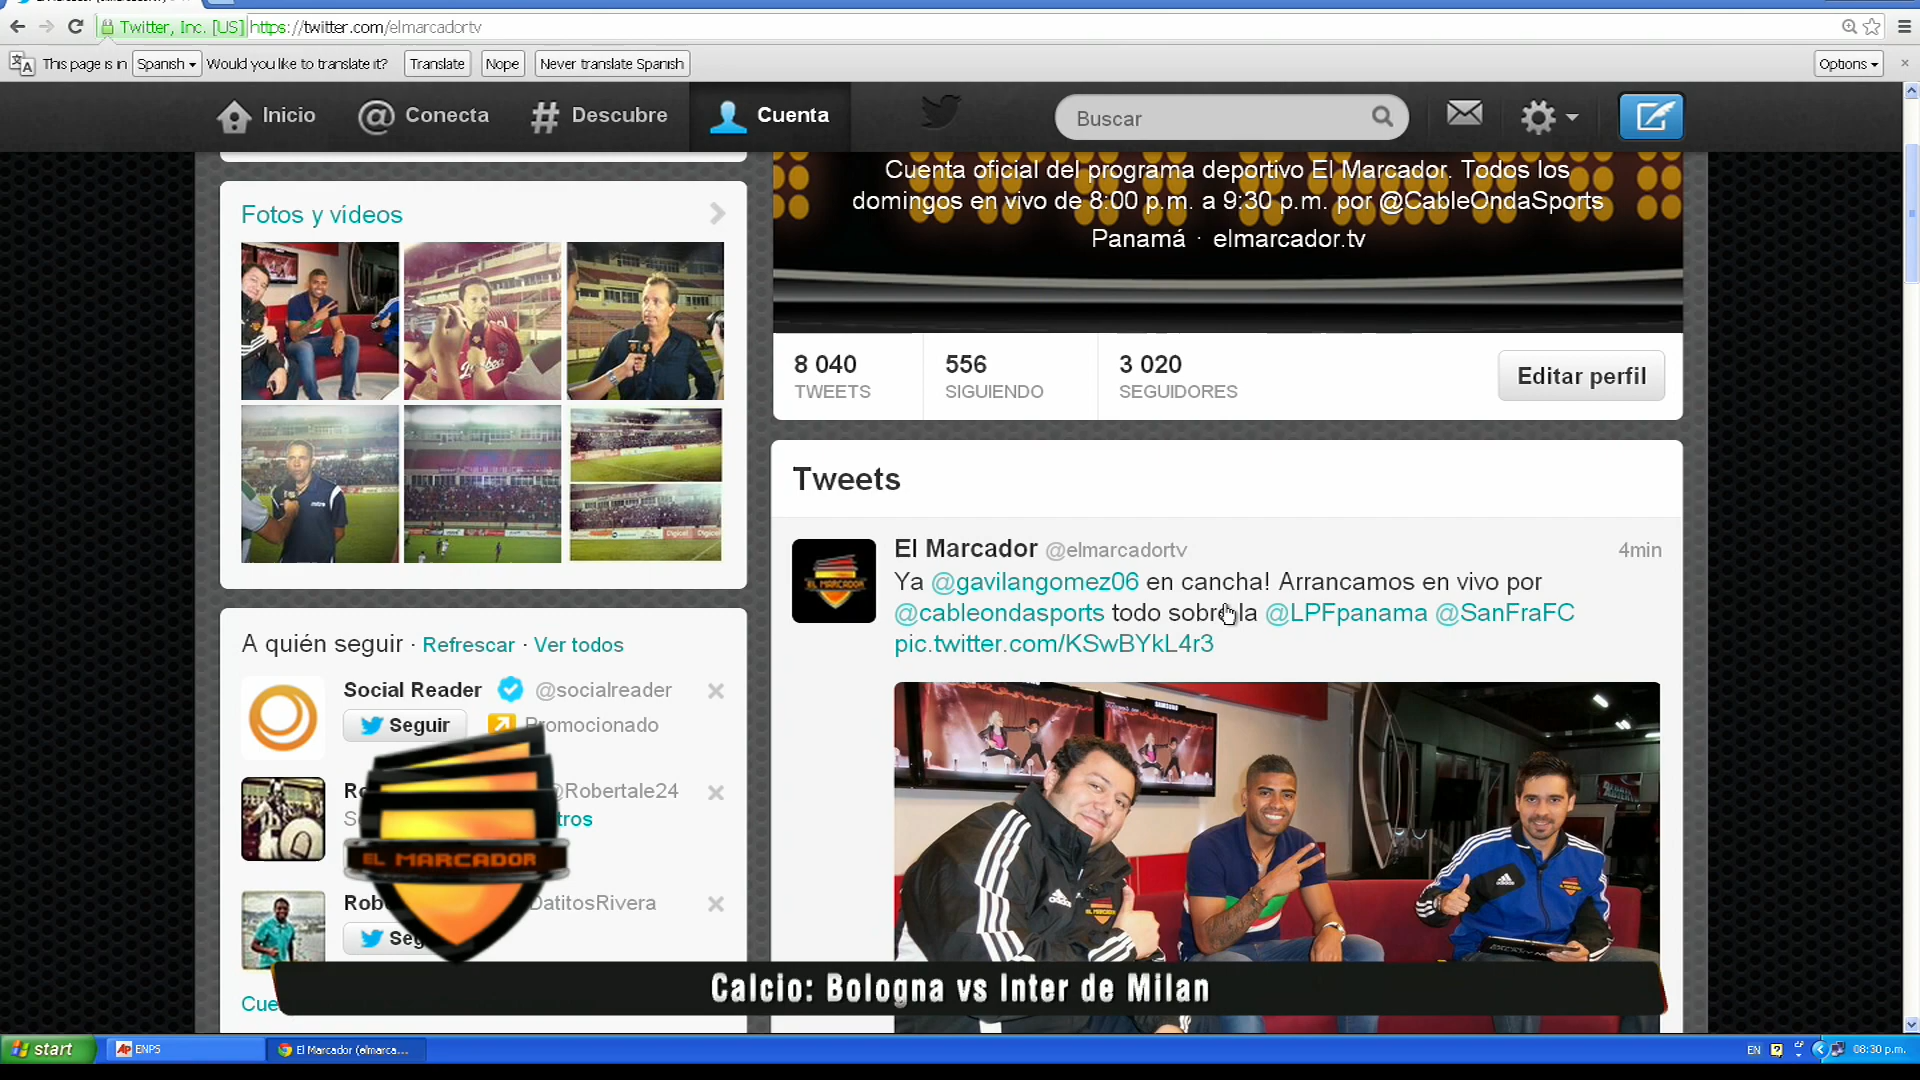 Twitter, Inc. [US] https://twitter.com/elmarcadortv
This page is in Spanish Would you like to translate it? Translate Nope Never translate Spanish Options
Inicio Conecta Descubre Cuenta Buscar
Cuenta oficial del programa deportivo El Marcador. Todos los
domingos en vivo de 8:00 p.m. a 9:30 p.m. por @CableOndaSports
Panamá · elmarcador.tv
8 040 556 3 020
TWEETS SIGUIENDO SEGUIDORES
Editar perfil
Fotos y vídeos
A quién seguir · Refrescar · Ver todos
Social Reader @socialreader
Seguir Promocionado
@Robertale24
DatitosRivera
EL MARCADOR
Tweets
El Marcador @elmarcadortv 4min
Ya @gavilangomez06 en cancha! Arrancamos en vivo por
@cableondasports todo sobre la @LPFpanama @SanFraFC
pic.twitter.com/KSwBYkL4r3
EL MARCADOR
SAMSUNG
adidas
Calcio: Bologna vs Inter de Milan
start ENPS El Marcador (elmarca... EN 08:30 p.m.